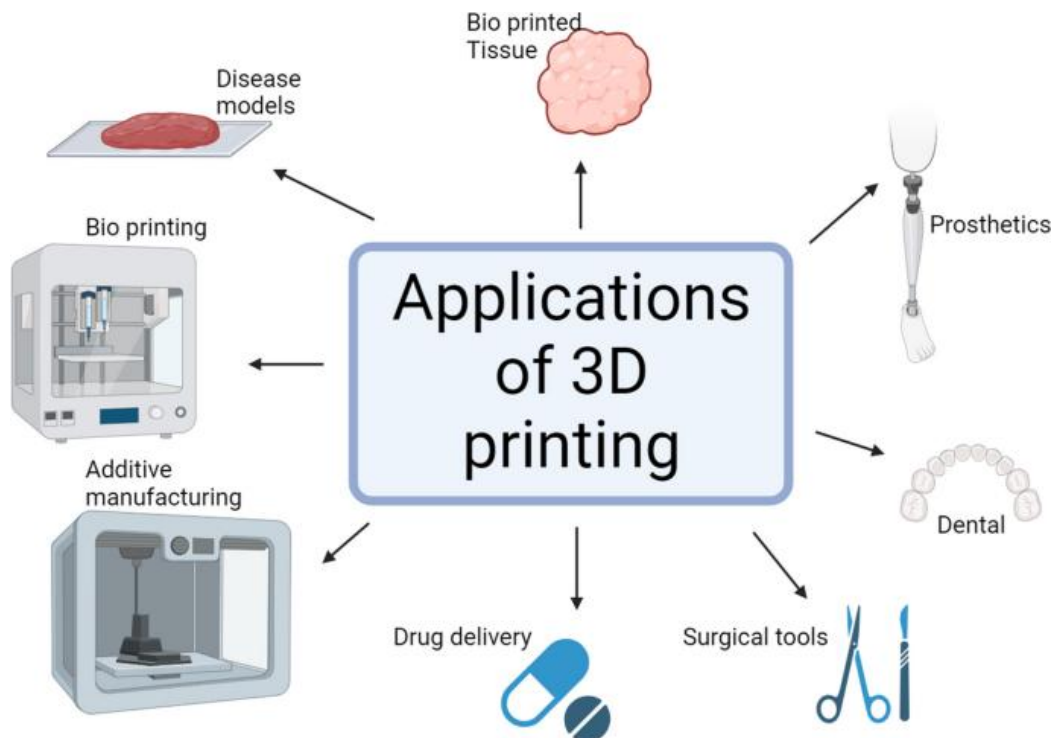 Bio printed
Tissue
Disease
models
Prosthetics
Bio printing
Applications
of 3D
printing
Additive
manufacturing
Dental
Drug delivery
Surgical tools